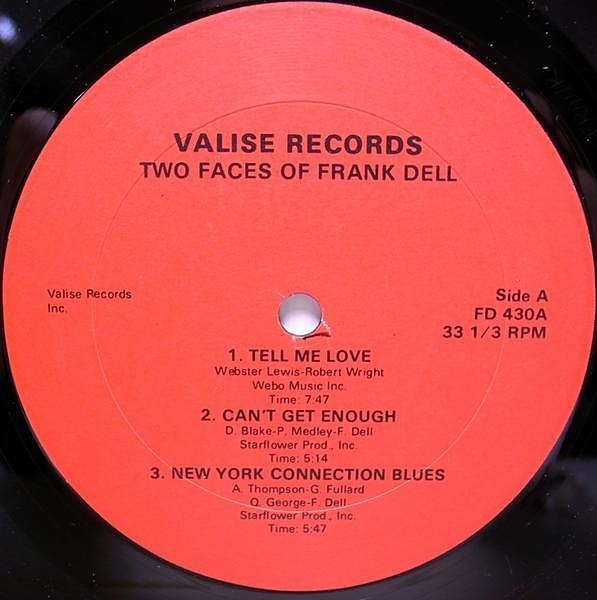 VALISE RECORDS
TWO FACES OF FRANK DELL
Valise Records
Inc.
Side A
FD 430A
33 1/3 RPM
1. TELL ME LOVE
Webster Lewis-Robert Wright
Webo Music Inc.
Time: 7:47
2. CAN'T GET ENOUGH
D. Blake-P. Medley-F. Dell
Starflower Prod., Inc.
Time: 5:14
3. NEW YORK CONNECTION BLUES
A. Thompson-G. Fullard
Q. George-F. Dell
Starflower Prod., Inc.
Time: 5:47